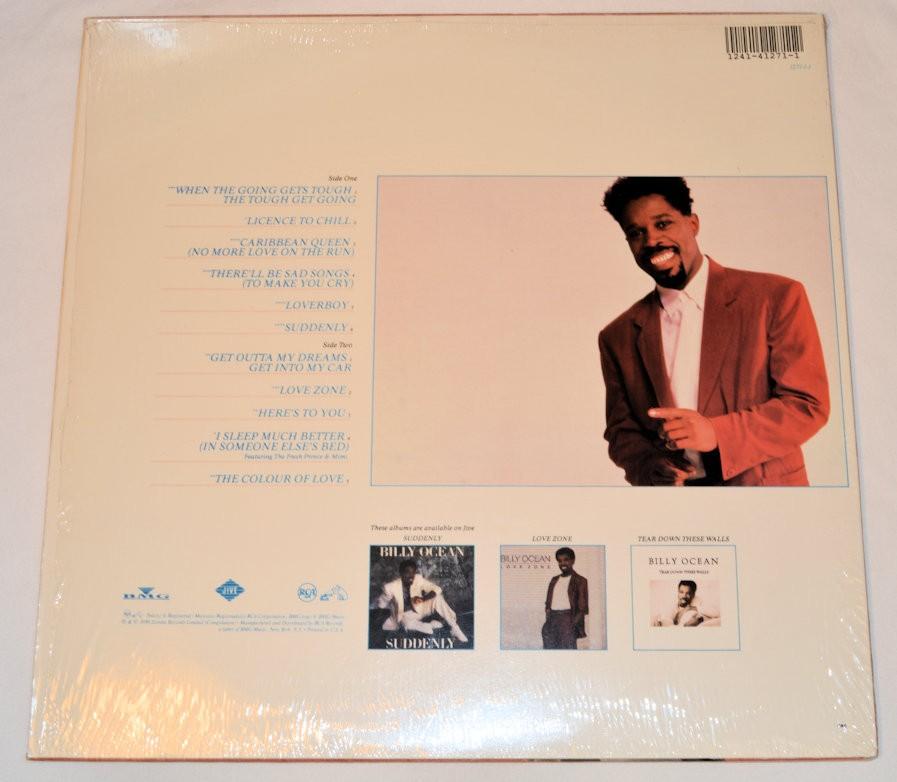 1241-41271-1
Side One
"WHEN THE GOING GETS TOUGH
THE TOUGH GET GOING
LICENCE TO CHILL
CARIBBEAN QUEEN
(NO MORE LOVE ON THE RUN)
THERE'LL BE SAD SONGS
(TO MAKE YOU CRY)
LOVERBOY
SUDDENLY
Side Two
GET OUTTA MY DREAMS
GET INTO MY CAR
LOVE ZONE
HERE'S TO YOU
I SLEEP MUCH BETTER
(IN SOMEONE ELSE'S BED)
Featuring The Fresh Prince & Mimi
THE COLOUR OF LOVE
These albums are available on Jive
SUDDENLY
LOVE ZONE
TEAR DOWN THESE WALLS
BILLY OCEAN
SUDDENLY
BILLY OCEAN
LOVE ZONE
BILLY OCEAN
TEAR DOWN THESE WALLS
BMG
JIVE
RCA